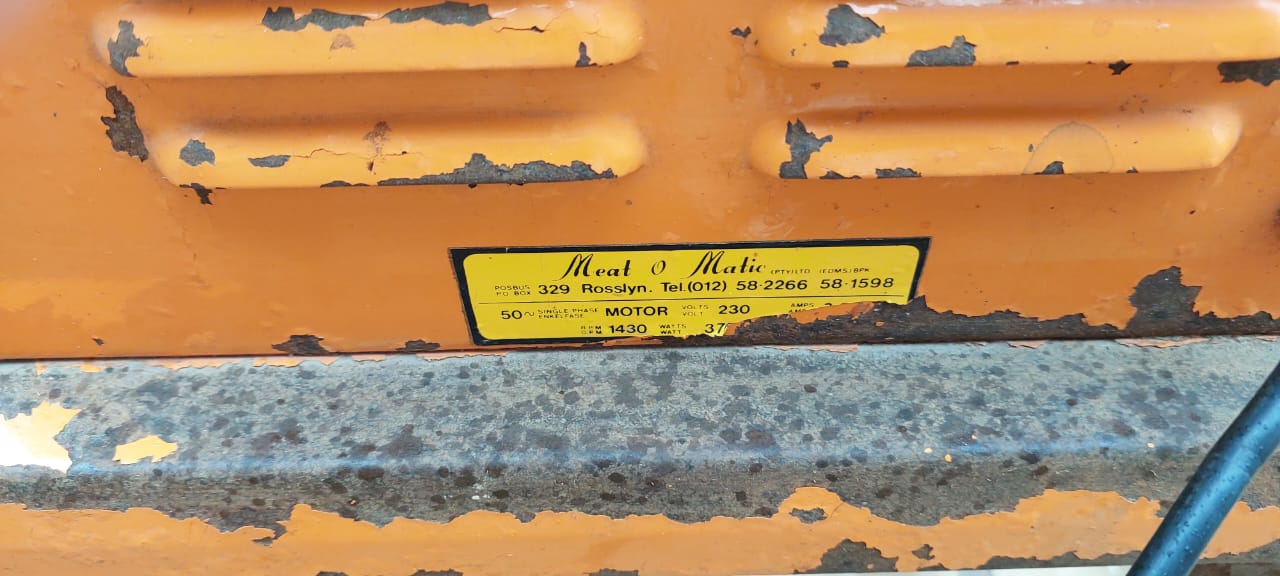 Meat O Matic (PTY) LTD (EDMS) BPK
POSBUS
P.O. BOX 329 Rosslyn. Tel.(012) 58-2266 58-1598
50~ SINGLE PHASE MOTOR VOLTS 230 AMPS
ENKELFASE VOLT
R.P.M 1430 WATTS 37
O.P.M WATT